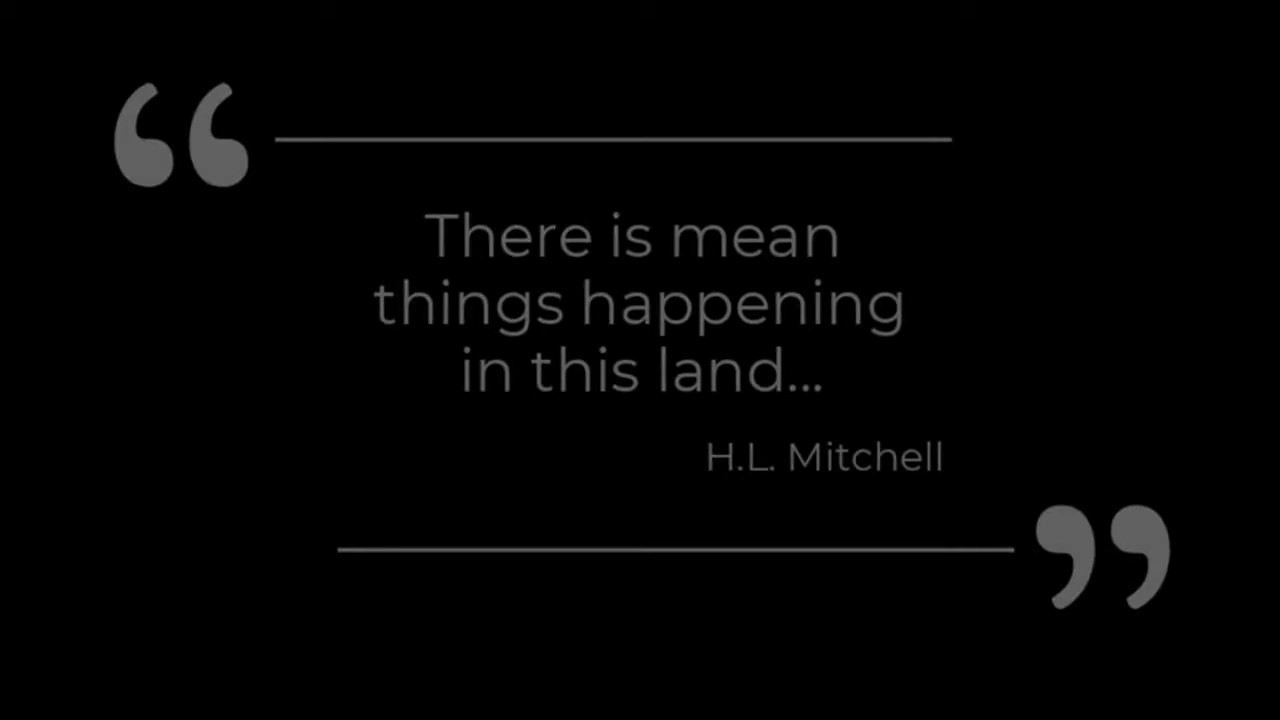 “
There is mean
things happening
in this land...
H.L. Mitchell
”